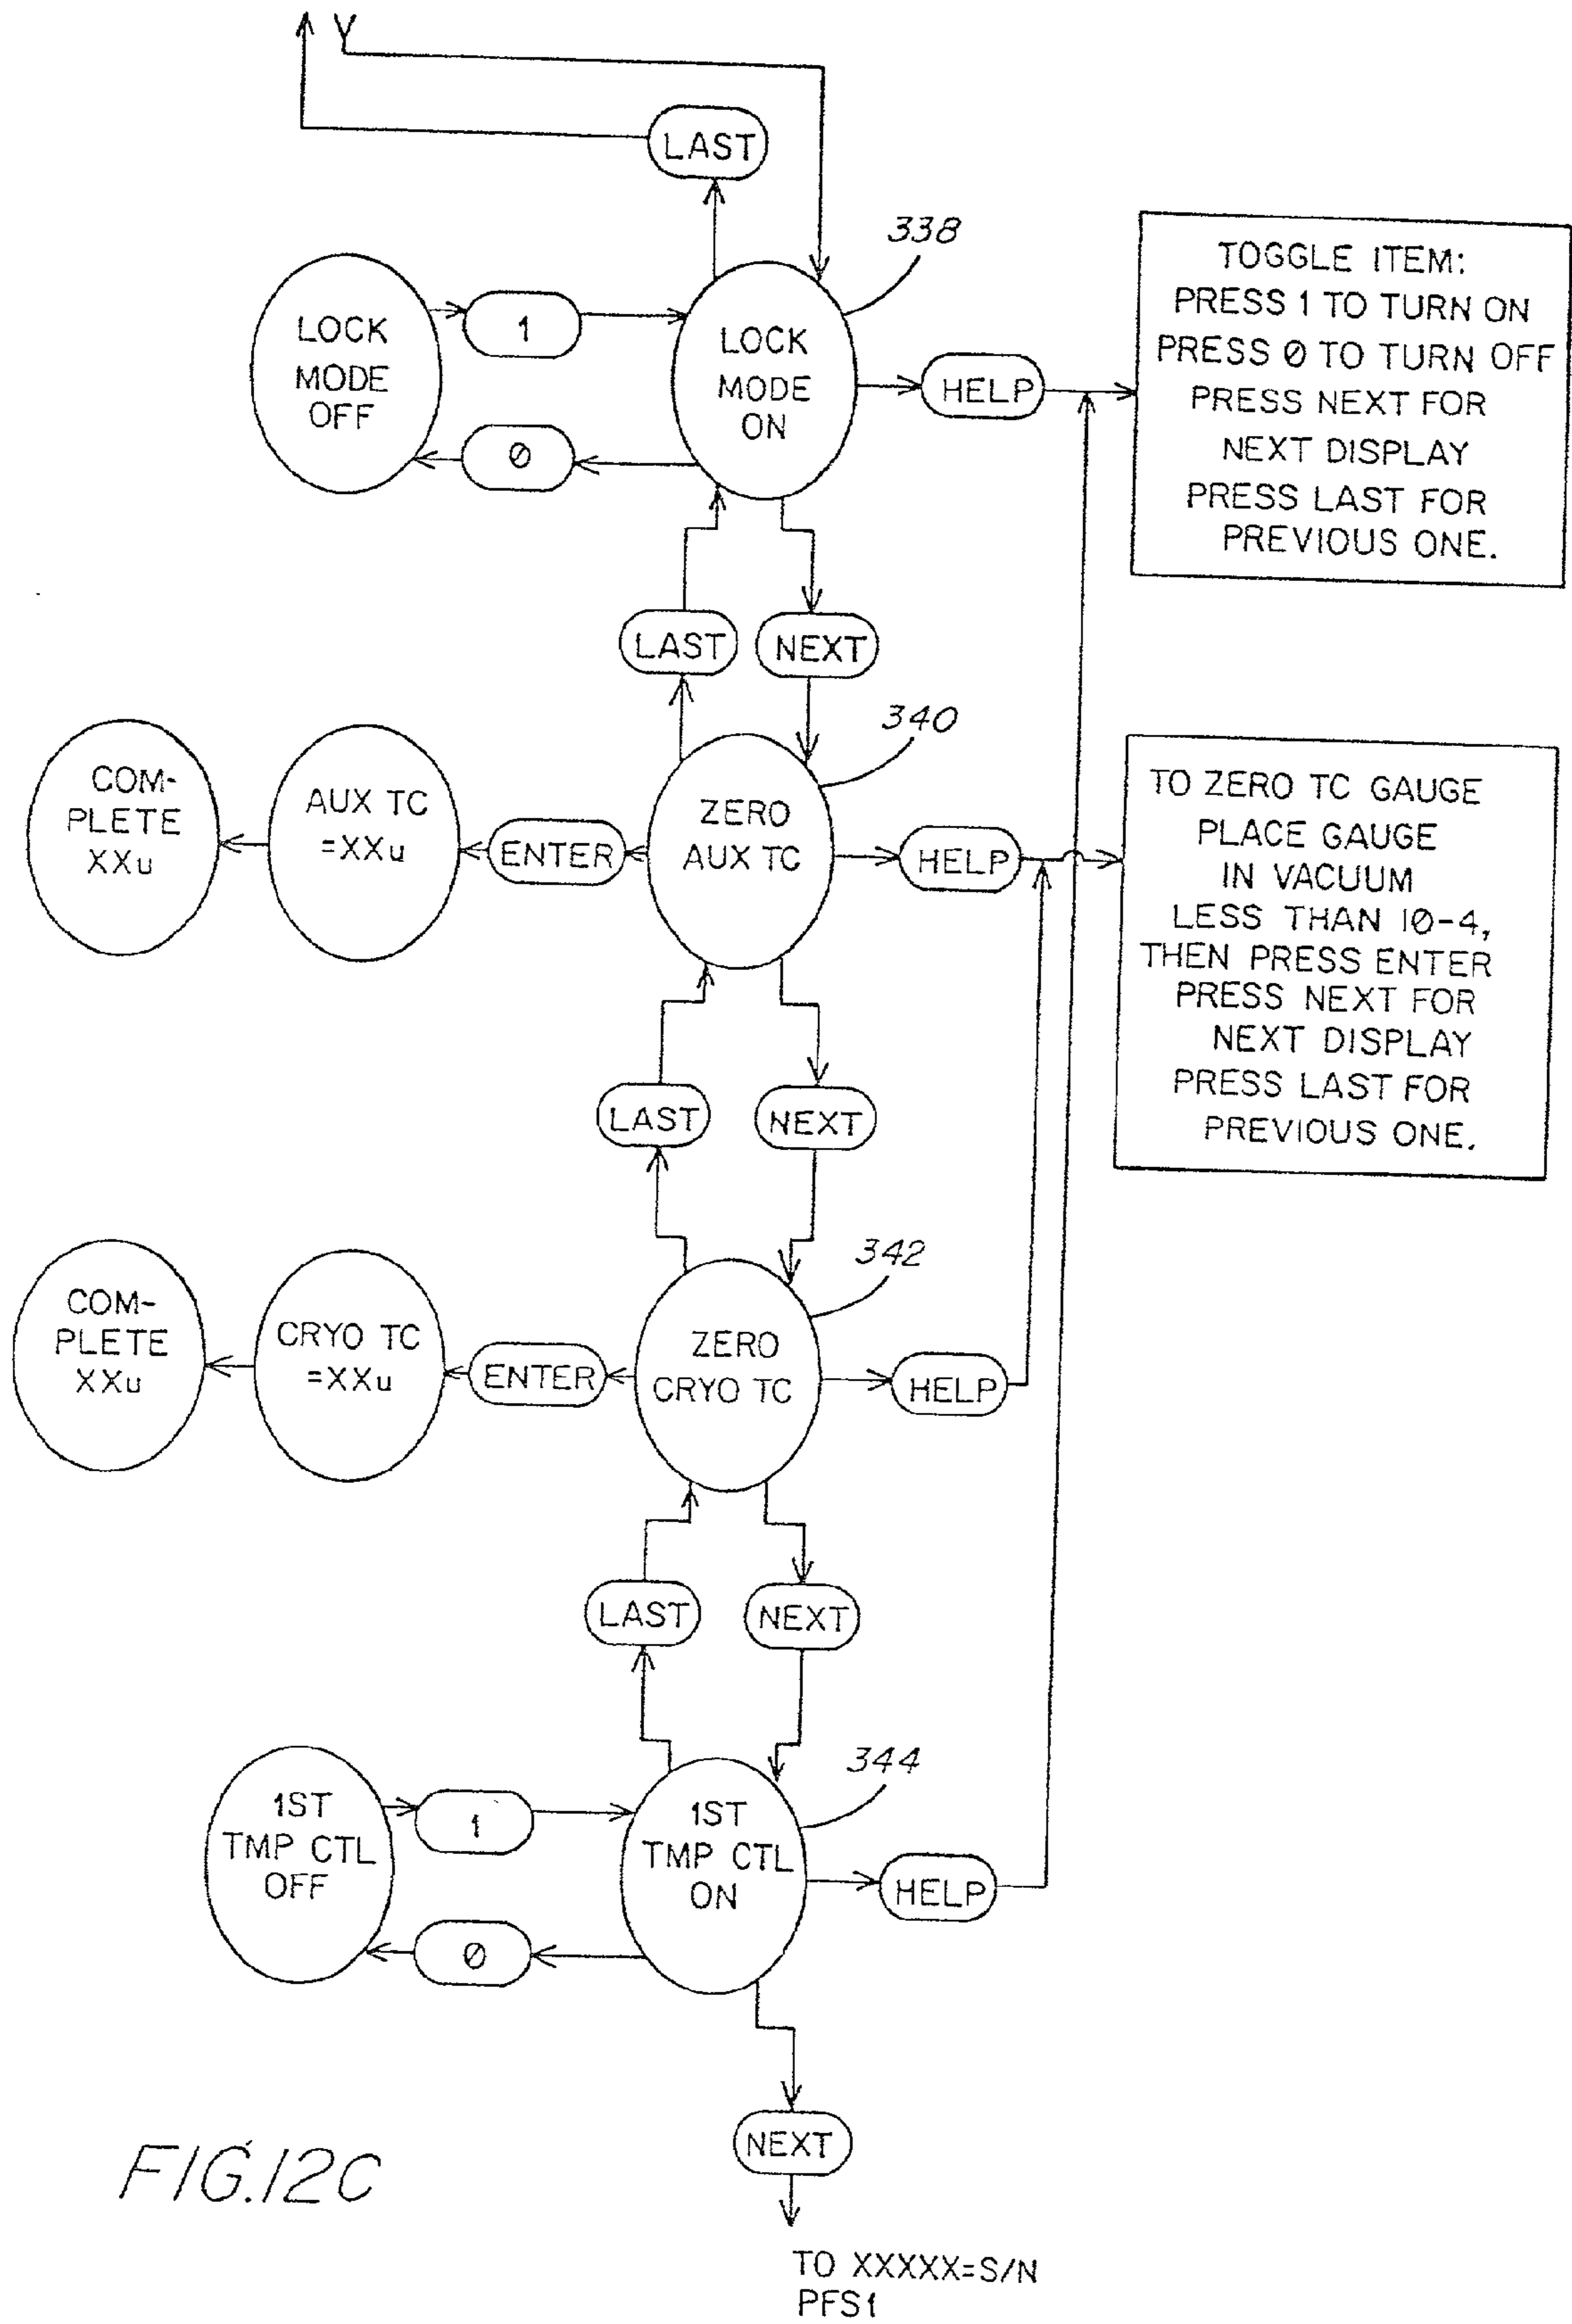 LAST
338
LOCK
MODE
OFF
1
0
LOCK
MODE
ON
HELP
TOGGLE ITEM:
PRESS 1 TO TURN ON
PRESS 0 TO TURN OFF
PRESS NEXT FOR
NEXT DISPLAY
PRESS LAST FOR
PREVIOUS ONE.
LAST
NEXT
340
COM-
PLETE
XXu
AUX TC
=XXu
ENTER
ZERO
AUX TC
HELP
TO ZERO TC GAUGE
PLACE GAUGE
IN VACUUM
LESS THAN 10-4,
THEN PRESS ENTER
PRESS NEXT FOR
NEXT DISPLAY
PRESS LAST FOR
PREVIOUS ONE.
LAST
NEXT
342
COM-
PLETE
XXu
CRYO TC
=XXu
ENTER
ZERO
CRYO TC
HELP
LAST
NEXT
344
1ST
TMP CTL
OFF
1
0
1ST
TMP CTL
ON
HELP
NEXT
FIG.12C
TO XXXXX=S/N
PFS1